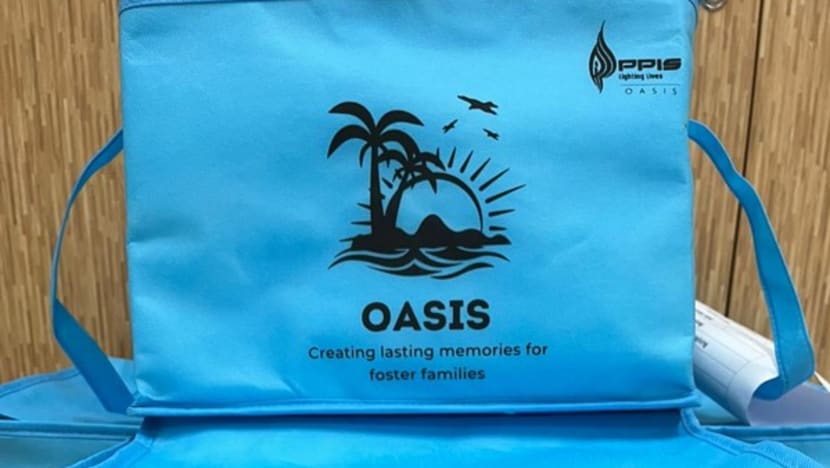 PPIS
Lighting Lives
OASIS
OASIS
Creating lasting memories for
foster families